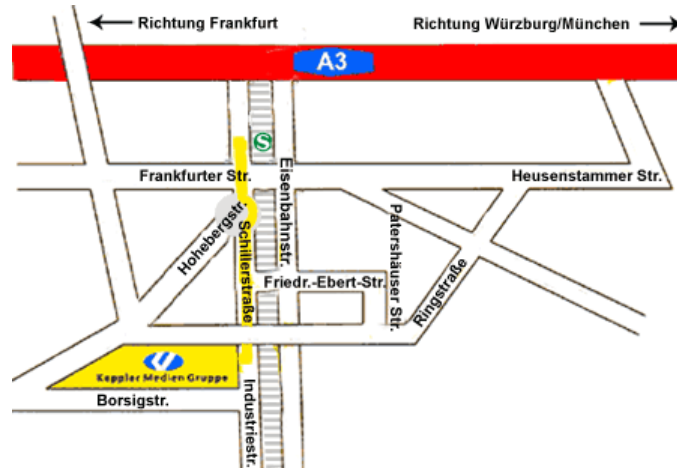 Richtung Frankfurt
Richtung Würzburg/München
A3
S
Frankfurter Str.
Eisenbahnstr.
Heusenstammer Str.
Hohebergstr.
Schillerstraße
Patershäuser Str.
Friedr.-Ebert-Str.
Ringstraße
Keppler Medien Gruppe
Borsigstr.
Industriestr.